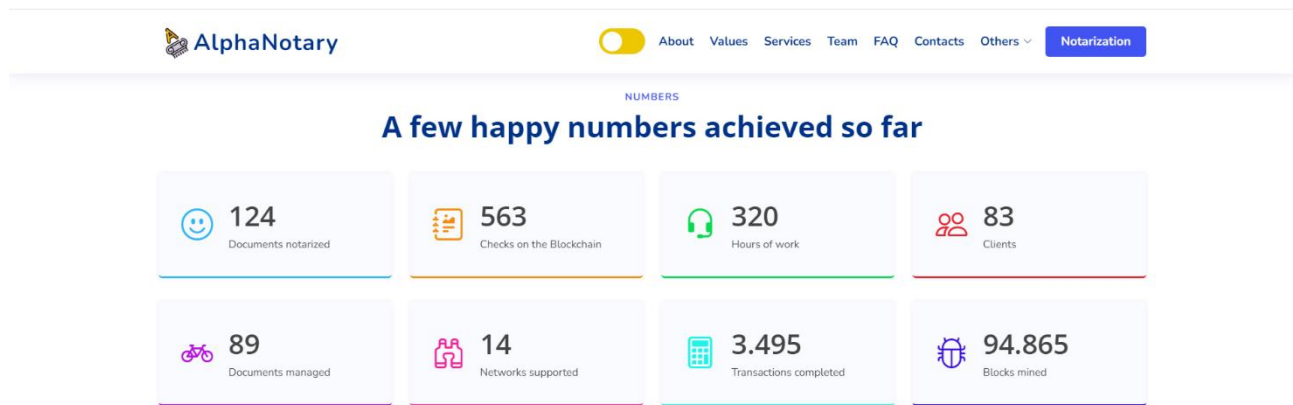 AlphaNotary
About Values Services Team FAQ Contacts Others Notarization
NUMBERS
A few happy numbers achieved so far
124
Documents notarized
563
Checks on the Blockchain
320
Hours of work
83
Clients
89
Documents managed
14
Networks supported
3.495
Transactions completed
94.865
Blocks mined